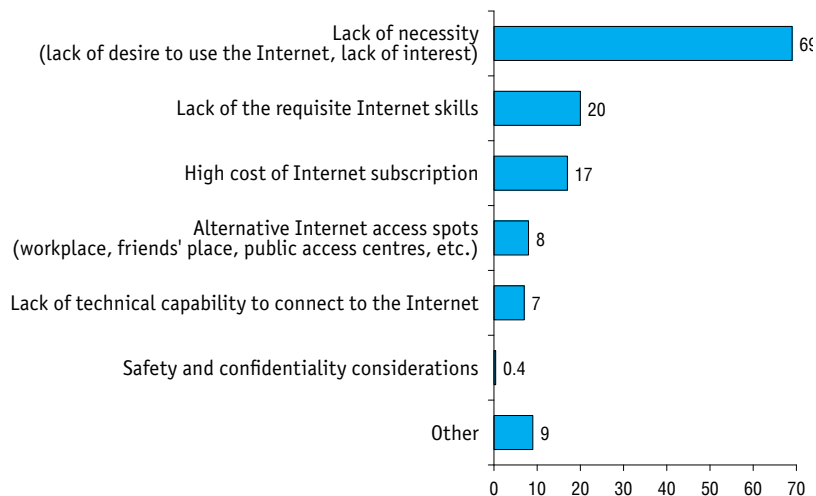 Lack of necessity
(lack of desire to use the Internet, lack of interest)
69
Lack of the requisite Internet skills
20
High cost of Internet subscription
17
Alternative Internet access spots
(workplace, friends' place, public access centres, etc.)
8
Lack of technical capability to connect to the Internet
7
Safety and confidentiality considerations
0.4
Other
9
0 10 20 30 40 50 60 70